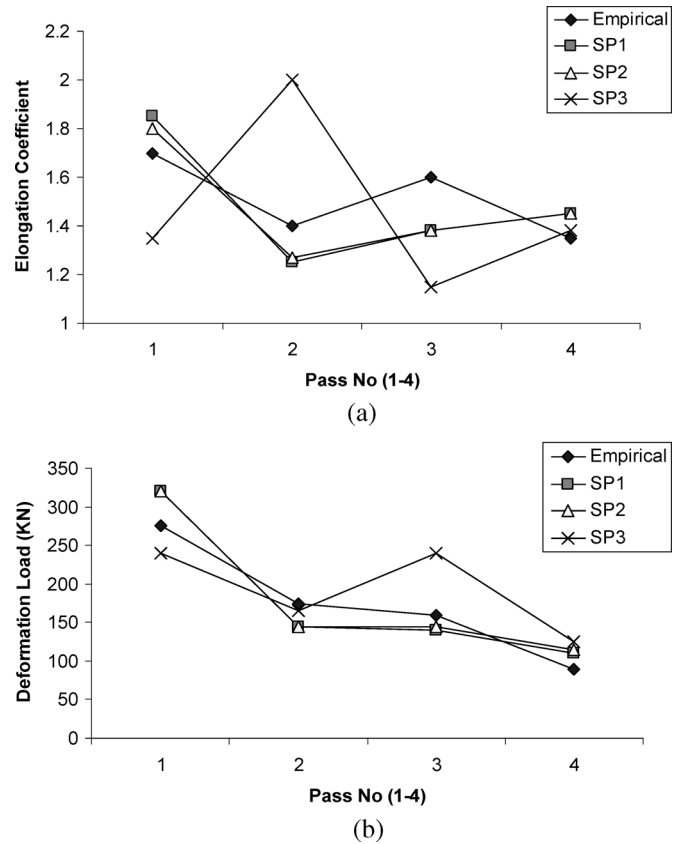 Empirical
SP1
SP2
SP3
Elongation Coefficient
2.2
2
1.8
1.6
1.4
1.2
1
1 2 3 4
Pass No (1-4)
(a)
Empirical
SP1
SP2
SP3
Deformation Load (KN)
350
300
250
200
150
100
50
0
1 2 3 4
Pass No (1-4)
(b)